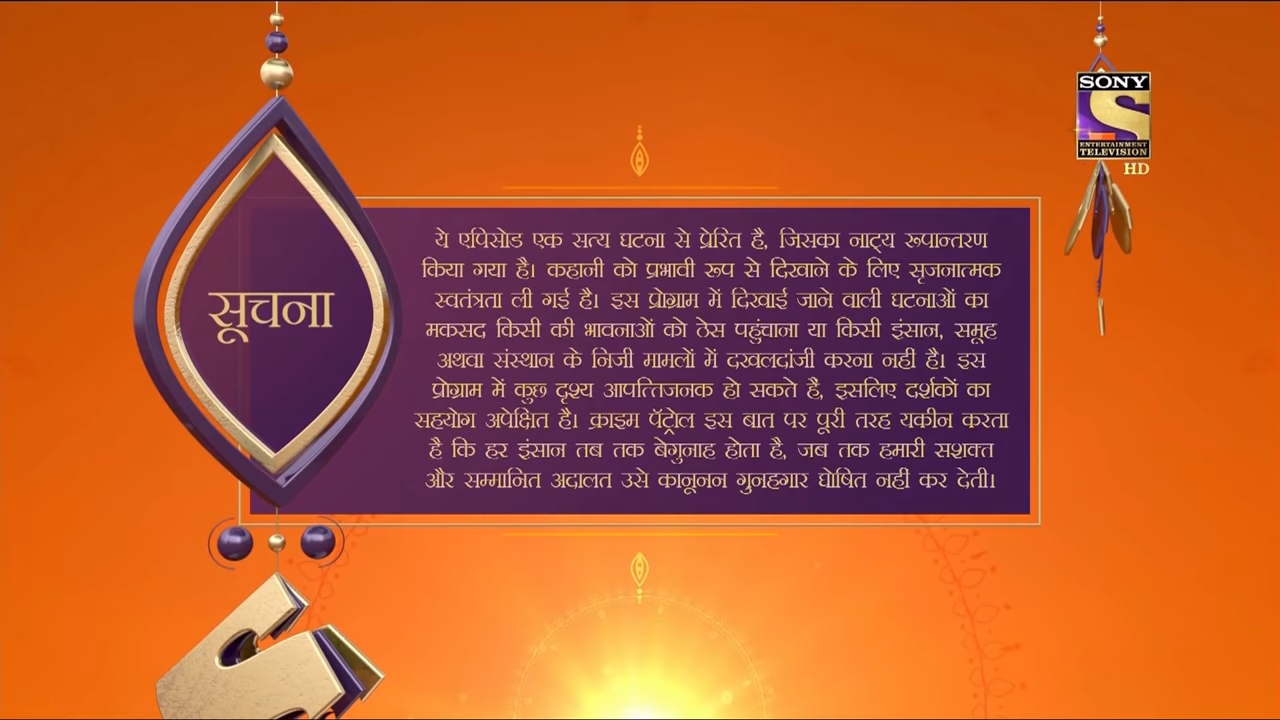 सूचना
ये एपिसोड एक सत्य घटना से प्रेरित है, जिसका नाट्य रूपान्तरण
किया गया है। कहानी को प्रभावी रूप से दिखाने के लिए सृजनात्मक
स्वतंत्रता ली गई है। इस प्रोग्राम में दिखाई जाने वाली घटनाओं का
मकसद किसी की भावनाओं को ठेस पहुंचाना या किसी इंसान, समूह
अथवा संस्थान के निजी मामलों में दखलदांजी करना नहीं है। इस
प्रोग्राम में कुछ दृश्य आपत्तिजनक हो सकते हैं, इसलिए दर्शकों का
सहयोग अपेक्षित है। क्राइम पॅट्रोल इस बात पर पूरी तरह यकीन करता
है कि हर इंसान तब तक बेगुनाह होता है, जब तक हमारी सशक्त
और सम्मानित अदालत उसे कानूनन गुनहगार घोषित नहीं कर देती।
SONY
ENTERTAINMENT
TELEVISION
HD